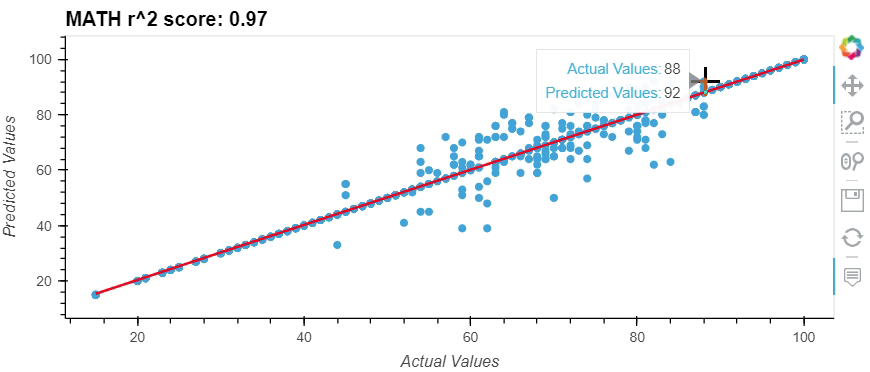 MATH r^2 score: 0.97
100
80
60
40
20
Predicted Values
Actual Values: 88
Predicted Values: 92
20
40
60
80
100
Actual Values